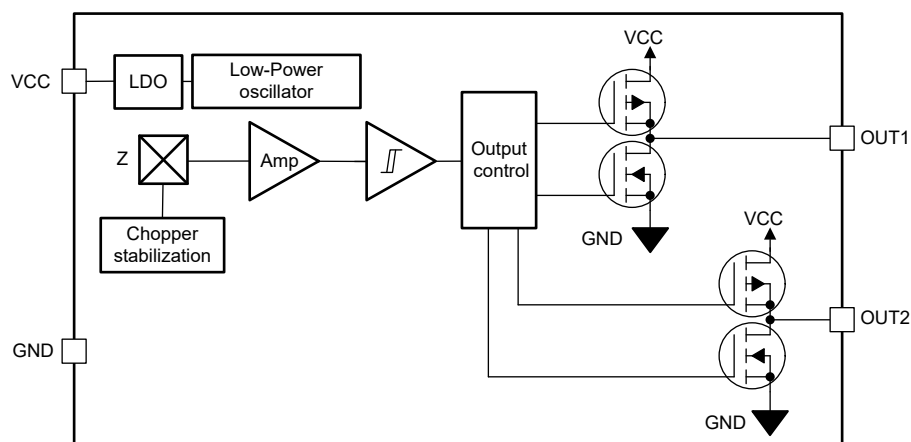 VCC
VCC
LDO
Low-Power
oscillator
Z
Amp
Output
control
OUT1
Chopper
stabilization
GND
VCC
OUT2
GND
GND